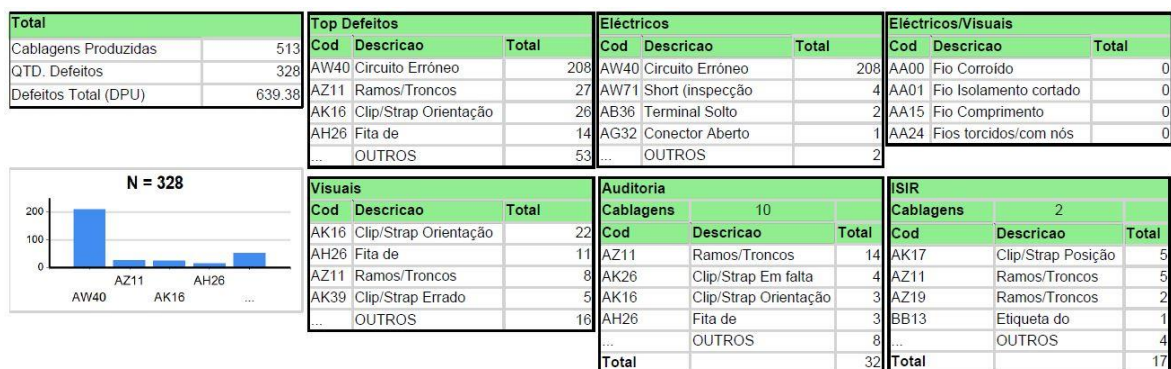 Total
Cablagens Produzidas 513
QTD. Defeitos 328
Defeitos Total (DPU) 639.38
Top Defeitos
Cod Descricao Total
AW40 Circuito Erróneo 208
AZ11 Ramos/Troncos 27
AK16 Clip/Strap Orientação 26
AH26 Fita de 14
... OUTROS 53
Eléctricos
Cod Descricao Total
AW40 Circuito Erróneo 208
AW71 Short (inspecção 4
AB36 Terminal Solto 2
AG32 Conector Aberto 1
... OUTROS 2
Eléctricos/Visuais
Cod Descricao Total
AA00 Fio Corroído 0
AA01 Fio Isolamento cortado 0
AA15 Fio Comprimento 0
AA24 Fios torcidos/com nós 0
N = 328
200
100
0
AZ11 AH26
AW40 AK16 ...
Visuais
Cod Descricao Total
AK16 Clip/Strap Orientação 22
AH26 Fita de 11
AZ11 Ramos/Troncos 8
AK39 Clip/Strap Errado 5
... OUTROS 16
Auditoria
Cablagens 10
Cod Descricao Total
AZ11 Ramos/Troncos 14
AK26 Clip/Strap Em falta 4
AK16 Clip/Strap Orientação 3
AH26 Fita de 3
... OUTROS 8
Total 32
ISIR
Cablagens 2
Cod Descricao Total
AK17 Clip/Strap Posição 5
AZ11 Ramos/Troncos 5
AZ19 Ramos/Troncos 2
BB13 Etiqueta do 1
... OUTROS 4
Total 17